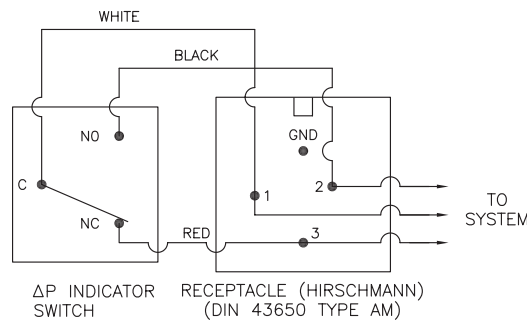 WHITE
BLACK
NO
GND
C
1
2
TO
SYSTEM
NC
RED
3
ΔP INDICATOR
SWITCH
RECEPTACLE (HIRSCHMANN)
(DIN 43650 TYPE AM)